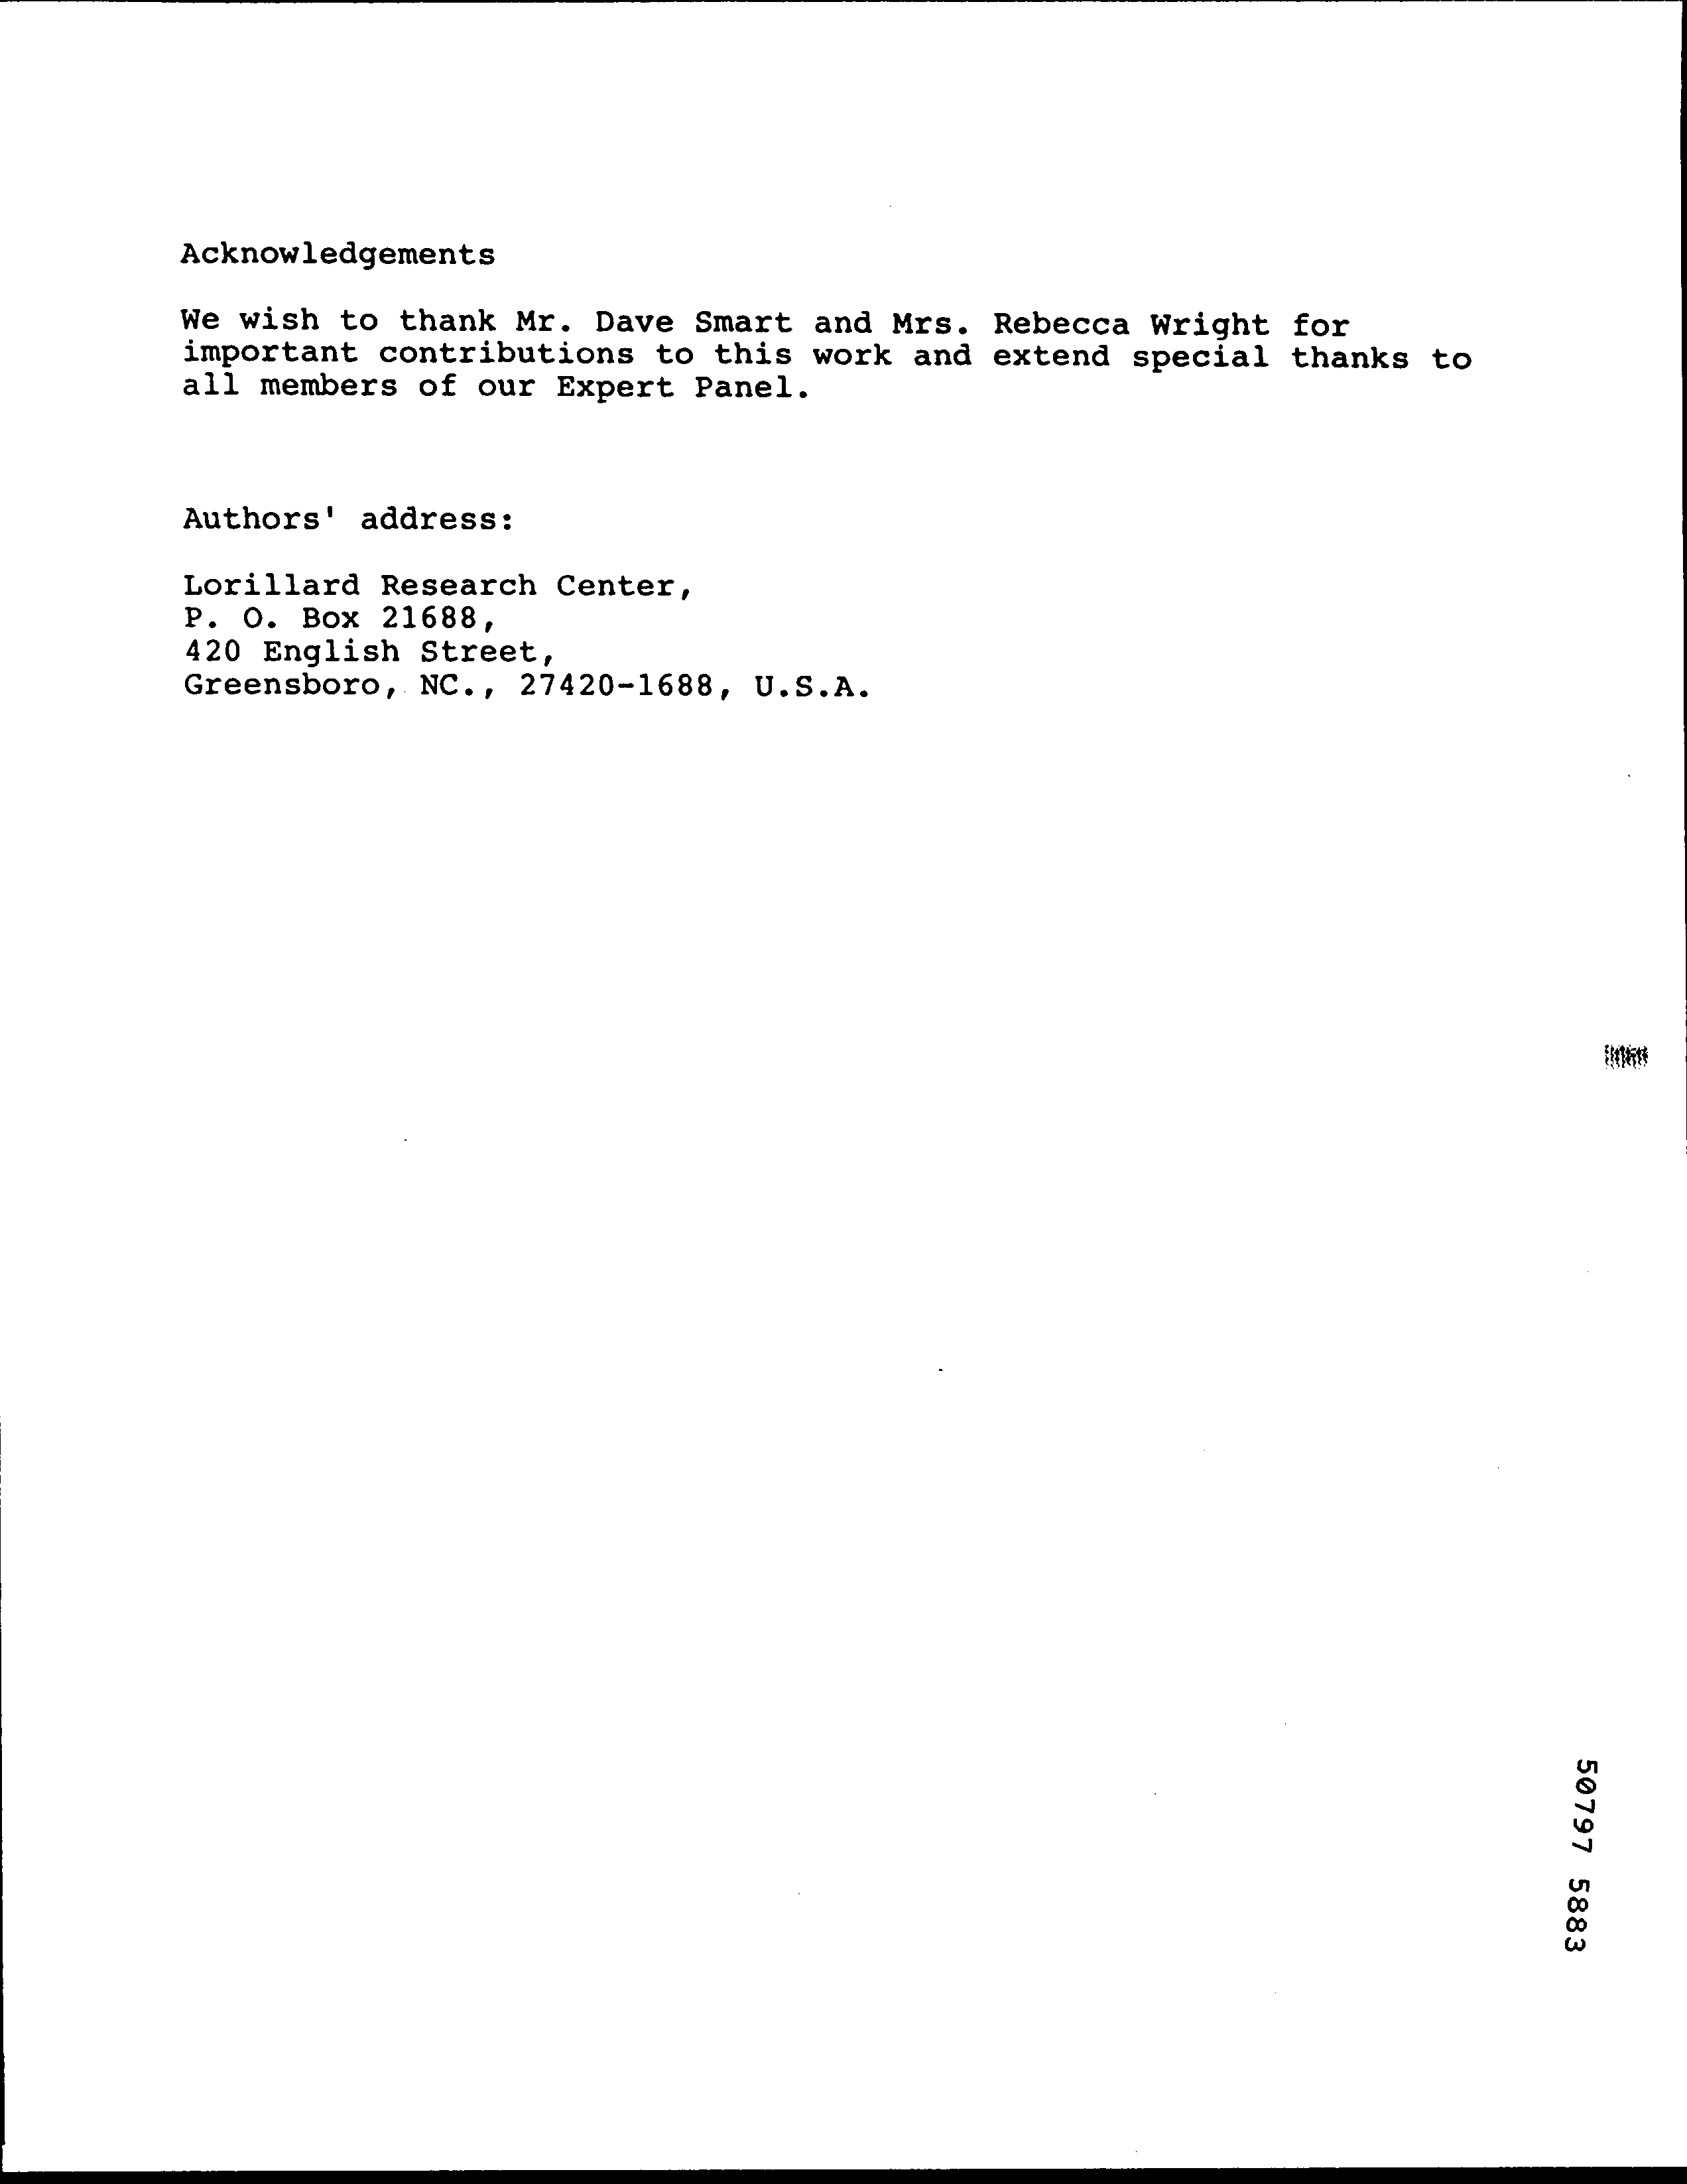 Acknowledgements
We wish to thank Mr. Dave Smart and Mrs. Rebecca Wright for
important contributions to this work and extend special thanks to
all members of our Expert Panel.
Authors' address:
Lorillard Research Center,
P. O. Box 21688,
420 English Street,
Greensboro, NC., 27420-1688, U.S.A.
50797 5883